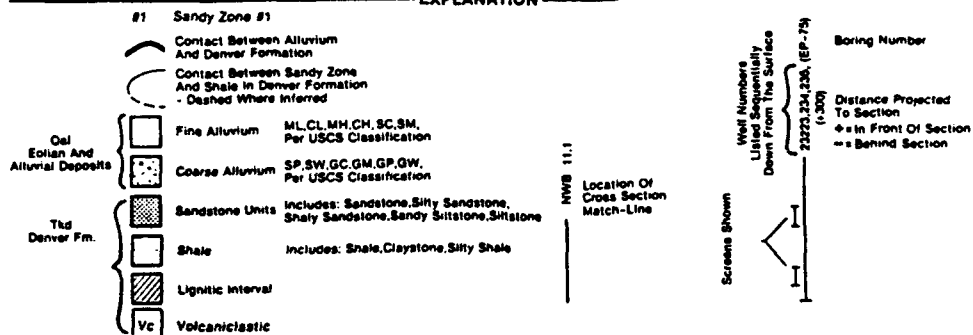 EXPLANATION
#1 Sandy Zone #1
Contact Between Alluvium
And Denver Formation
Contact Between Sandy Zone
And Shale In Denver Formation
- Dashed Where Inferred
Qal
Eolian And
Alluvial Deposits
Fine Alluvium
ML,CL,MH,CH,SC,SM,
Per USCS Classification
Coarse Alluvium
SP,SW,GC,GM,GP,GW,
Per USCS Classification
Tkd
Denver Fm.
Sandstone Units
Includes: Sandstone,Silty Sandstone,
Shaly Sandstone,Sandy Siltstone,Siltstone
Shale
Includes: Shale,Claystone,Silty Shale
Lignitic Interval
Vc Volcaniclastic
NWB 11.1
Location Of
Cross Section
Match-Line
Well Numbers
Listed Sequentially
Down From The Surface
23223,234,235, (EP-75)
(+300)
Boring Number
Distance Projected
To Section
+=In Front Of Section
-=Behind Section
Screens Shown